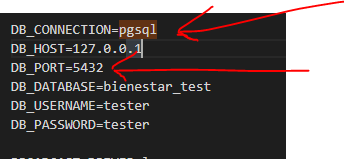 DB_CONNECTION=pgsql
DB_HOST=127.0.0.1
DB_PORT=5432
DB_DATABASE=bienestar_test
DB_USERNAME=tester
DB_PASSWORD=tester